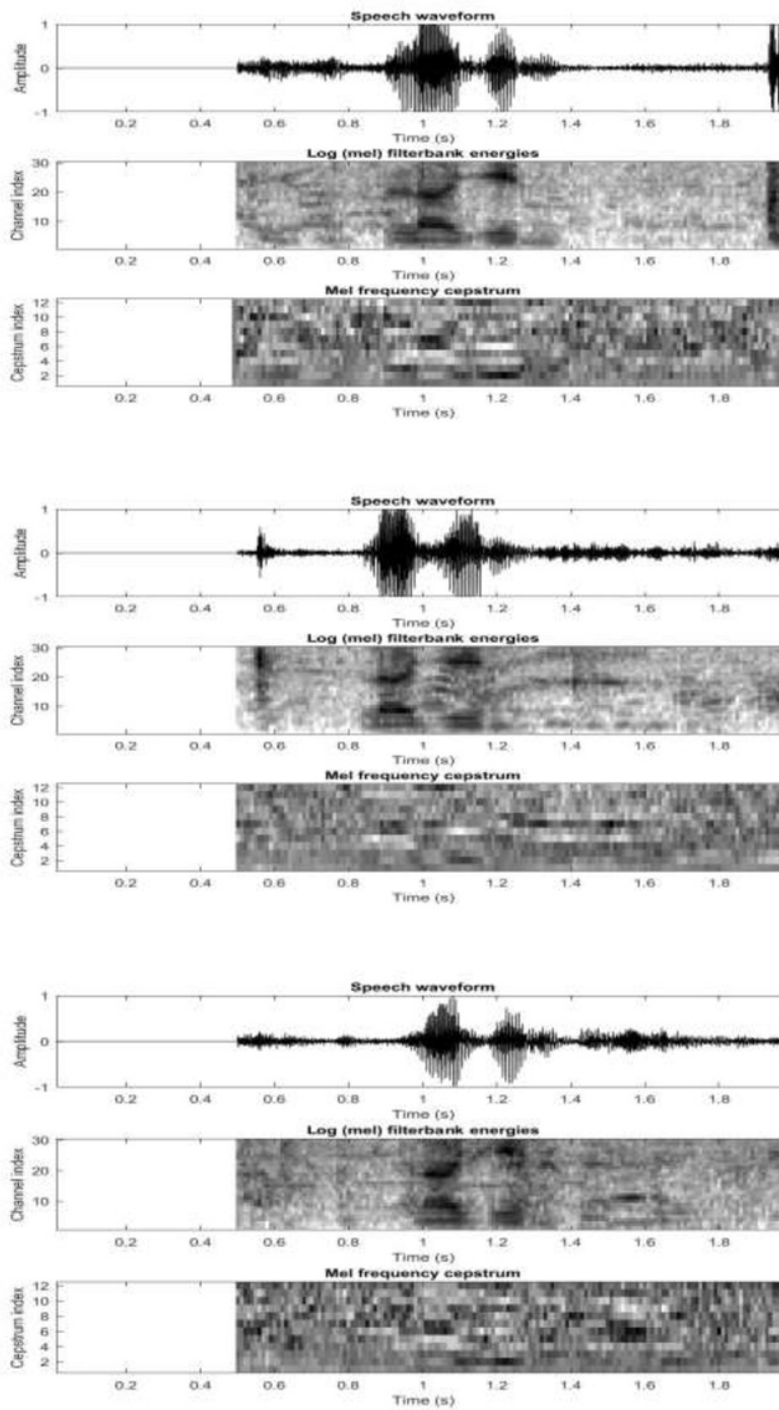 Speech waveform
1
0
-1
Amplitude
0.2 0.4 0.6 0.8 1 1.2 1.4 1.6 1.8
Time (s)
Log (mel) filterbank energies
30
20
10
Channel index
0.2 0.4 0.6 0.8 1 1.2 1.4 1.6 1.8
Time (s)
Mel frequency cepstrum
12
10
8
6
4
2
Cepstrum index
0.2 0.4 0.6 0.8 1 1.2 1.4 1.6 1.8
Time (s)
Speech waveform
1
0
-1
Amplitude
0.2 0.4 0.6 0.8 1 1.2 1.4 1.6 1.8
Time (s)
Log (mel) filterbank energies
30
20
10
Channel index
0.2 0.4 0.6 0.8 1 1.2 1.4 1.6 1.8
Time (s)
Mel frequency cepstrum
12
10
8
6
4
2
Cepstrum index
0.2 0.4 0.6 0.8 1 1.2 1.4 1.6 1.8
Time (s)
Speech waveform
1
0
-1
Amplitude
0.2 0.4 0.6 0.8 1 1.2 1.4 1.6 1.8
Time (s)
Log (mel) filterbank energies
30
20
10
Channel index
0.2 0.4 0.6 0.8 1 1.2 1.4 1.6 1.8
Time (s)
Mel frequency cepstrum
12
10
8
6
4
2
Cepstrum index
0.2 0.4 0.6 0.8 1 1.2 1.4 1.6 1.8
Time (s)